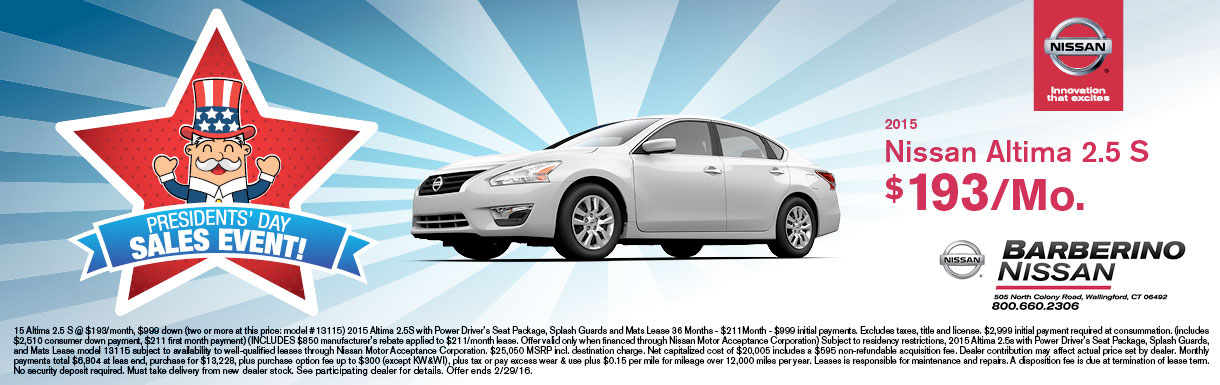 PRESIDENTS' DAY
SALES EVENT!
NISSAN
Innovation
that excites
2015
Nissan Altima 2.5 S
$193/Mo.
NISSAN
BARBERINO
NISSAN
505 North Colony Road, Wallingford, CT 06492
800.660.2306
15 Altima 2.5 S @ $193/month, $999 down (two or more at this price: model #13115) 2015 Altima 2.5S with Power Driver's Seat Package, Splash Guards and Mats Lease 36 Months - $211Month - $999 initial payments. Excludes taxes, title and license. $2,999 initial payment required at consummation. (includes
$2,510 consumer down payment, $211 first month payment) (INCLUDES $850 manufacturer's rebate applied to $211/month lease. Offer valid only when financed through Nissan Motor Acceptance Corporation) Subject to residency restrictions, 2015 Altima 2.5s with Power Driver's Seat Package, Splash Guards,
and Mats Lease model 13115 subject to availability to well-qualified leases through Nissan Motor Acceptance Corporation. $25,050 MSRP incl. destination charge. Net capitalized cost of $20,005 includes a $595 non-refundable acquisition fee. Dealer contribution may affect actual price set by dealer. Monthly
payments total $6,804 at lease end, purchase for $13,228, plus purchase option fee up to $300 (except KW&WI), plus tax or pay excess wear & use plus $0.15 per mile for mileage over 12,000 miles per year. Leases is responsible for maintenance and repairs. A disposition fee is due at termination of lease term.
No security deposit required. Must take delivery from new dealer stock. See participating dealer for details. Offer ends 2/29/16.